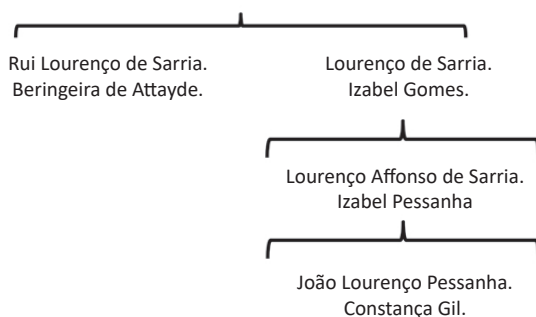 Rui Lourenço de Sarria.
Beringeira de Attayde.
Lourenço de Sarria.
Izabel Gomes.
Lourenço Affonso de Sarria.
Izabel Pessanha
João Lourenço Pessanha.
Constança Gil.